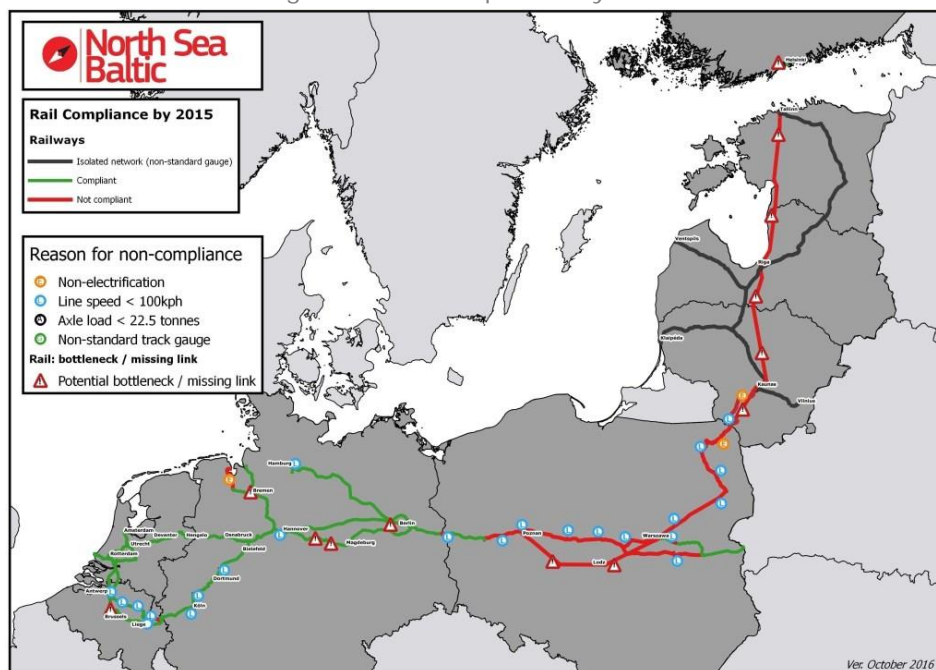 North Sea
Baltic
Rail Compliance by 2015
Railways
Isolated network (non-standard gauge)
Compliant
Not compliant
Reason for non-compliance
E Non-electrification
L Line speed < 100kph
A Axle load < 22.5 tonnes
Non-standard track gauge
Rail: bottleneck / missing link
Potential bottleneck / missing link
Helsinki
Tallinn
Ventspils
Riga
Klaipėda
Kaunas
Vilnius
Hamburg
Bremen
Berlin
Amsterdam
Deventer
Hengelo
Osnabruck
Hannover
Utrecht
Bielefeld
Magdeburg
Poznan
Warszawa
Rotterdam
Lodz
Dortmund
Antwerp
Köln
Brussels
Liege
Ver. October 2016